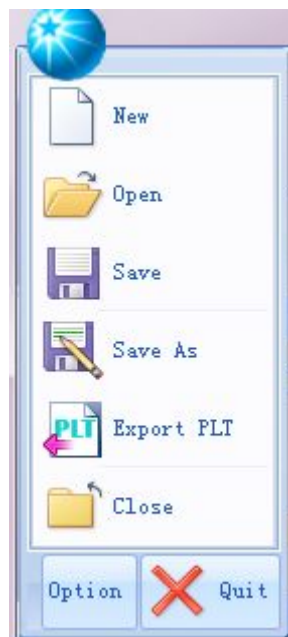 New
Open
Save
Save As
PLT
Export PLT
Close
Option
Quit